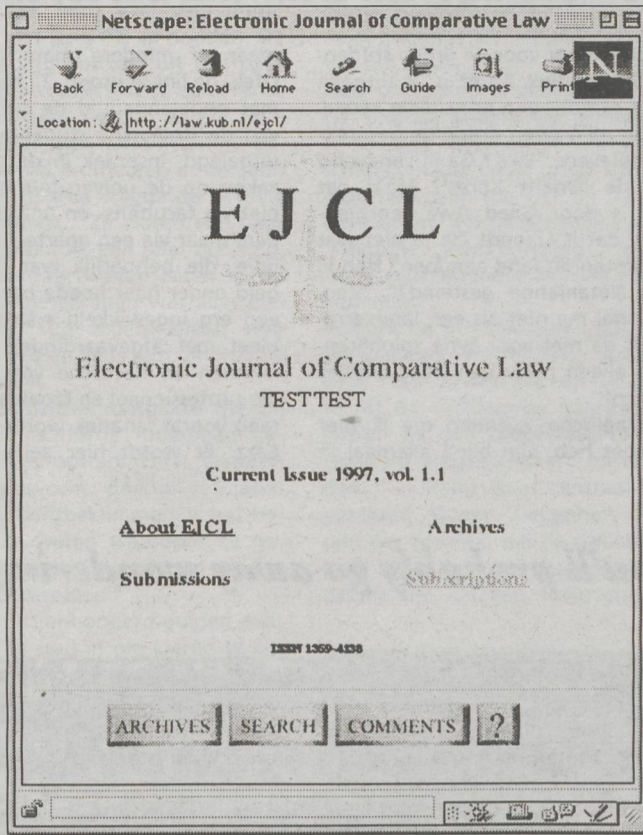 Netscape: Electronic Journal of Comparative Law
Back Forward Reload Home Search Guide Images Print N
Location: http://law.kub.nl/ejcl/
EJCL
Electronic Journal of Comparative Law
TESTTEST
Current Issue 1997, vol. 1.1
About EJCL Archives
Submissions Subscriptions
ISSN
ARCHIVES SEARCH COMMENTS ?